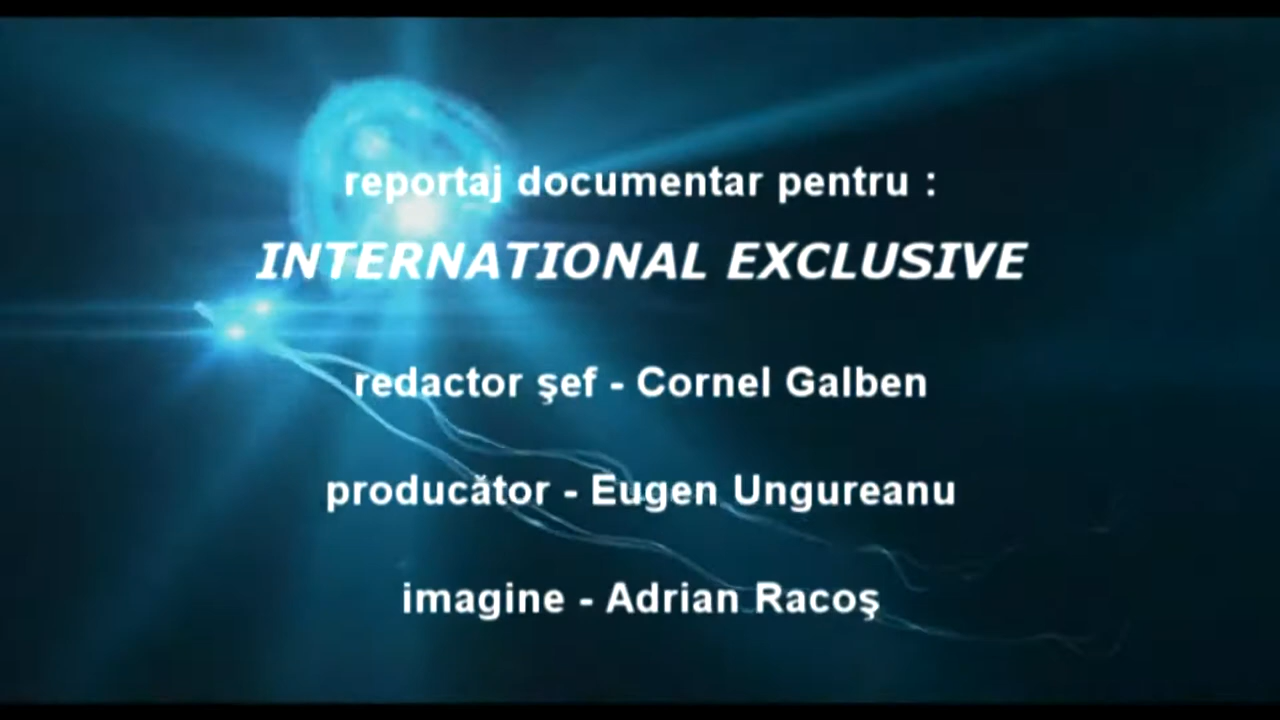 reportaj documentar pentru :
INTERNATIONAL EXCLUSIVE
redactor şef - Cornel Galben
producător - Eugen Ungureanu
imagine - Adrian Racoş